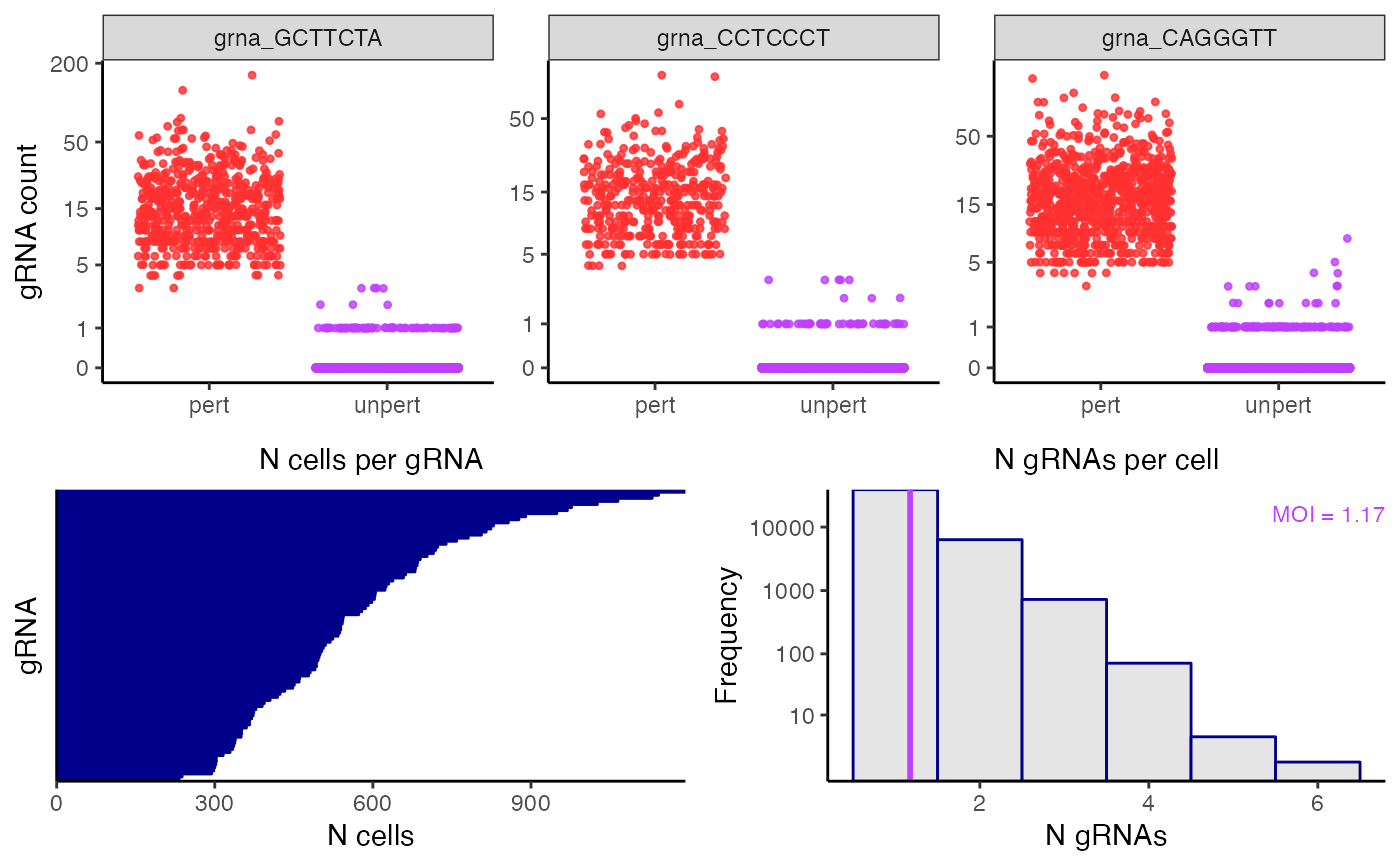 grna_GCTTCTA grna_CCTCCCT grna_CAGGGTT
gRNA count
200
50
15
5
1
0
50
15
5
1
0
50
15
5
1
0
pert unpert pert unpert pert unpert
N cells per gRNA
gRNA
0 300 600 900
N cells
N gRNAs per cell
MOI = 1.17
Frequency
10000
1000
100
10
2 4 6
N gRNAs